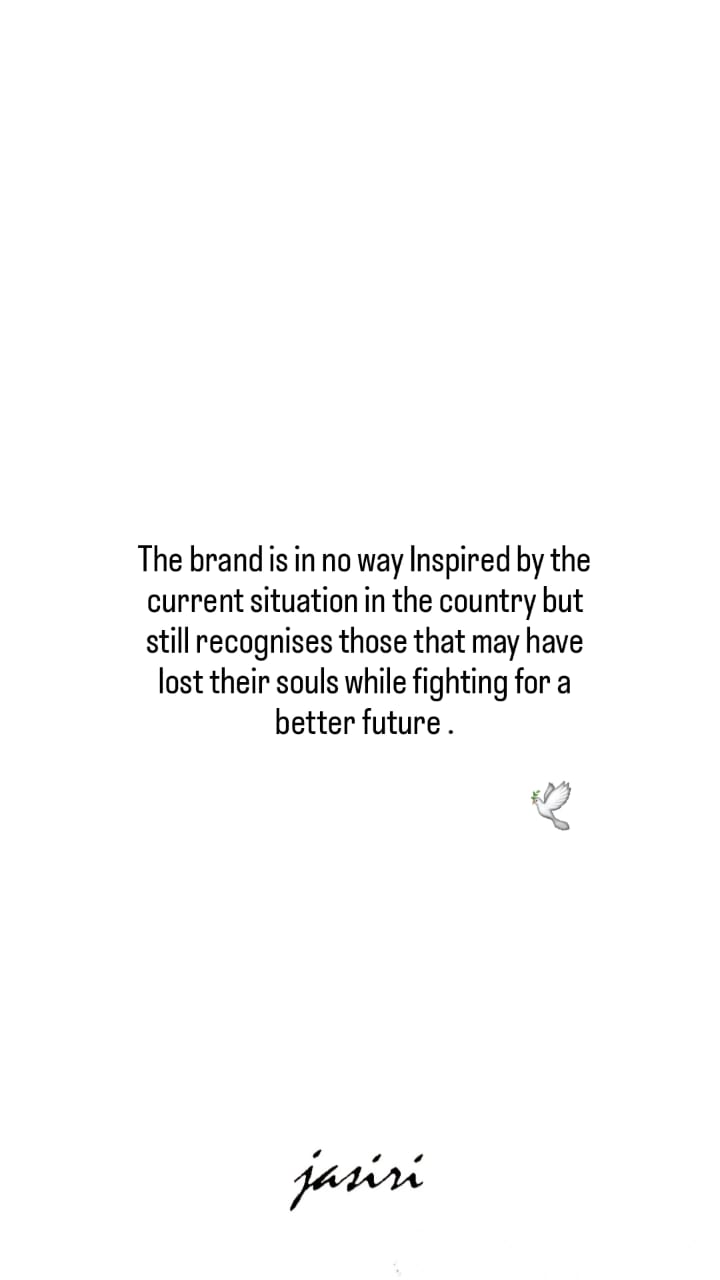 The brand is in no way Inspired by the
current situation in the country but
still recognises those that may have
lost their souls while fighting for a
better future .
jasiri